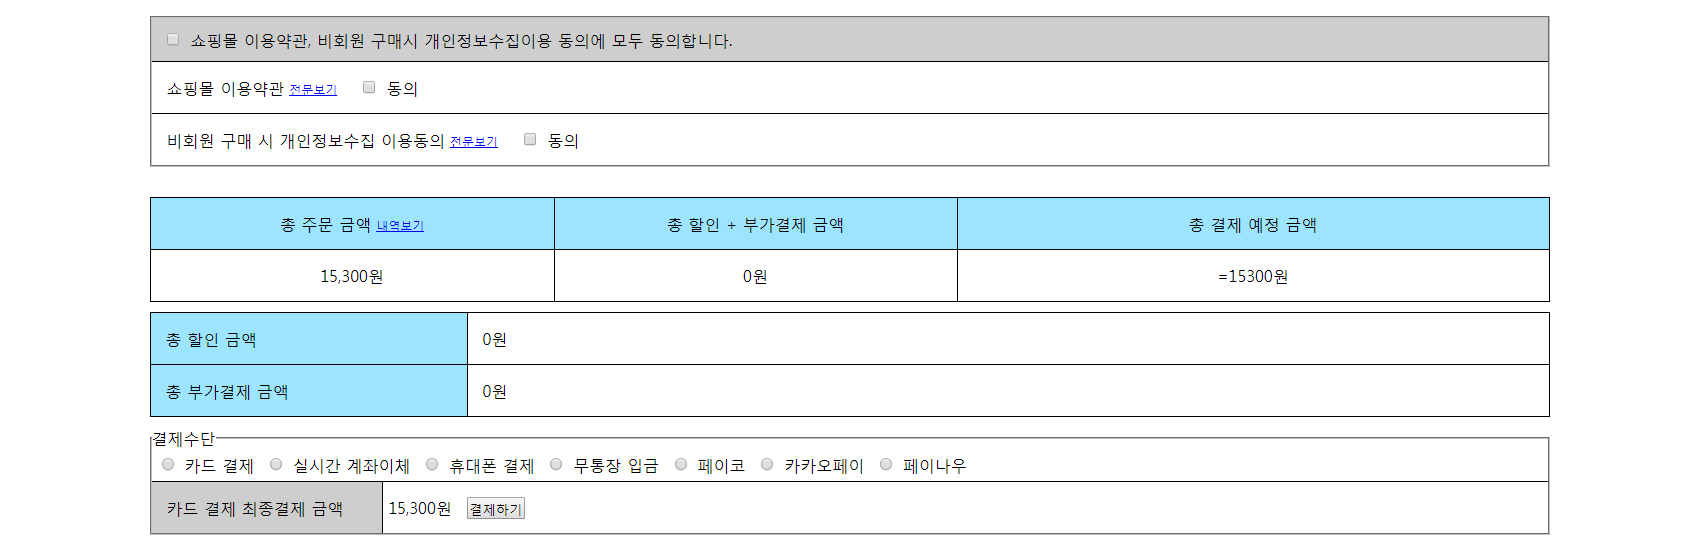 쇼핑몰 이용약관, 비회원 구매시 개인정보수집이용 동의에 모두 동의합니다.
쇼핑몰 이용약관 전문보기 동의
비회원 구매 시 개인정보수집 이용동의 전문보기 동의
총 주문 금액 내역보기 총 할인 + 부가결제 금액 총 결제 예정 금액
15,300원 0원 =15300원
총 할인 금액 0원
총 부가결제 금액 0원
결제수단
카드 결제 실시간 계좌이체 휴대폰 결제 무통장 입금 페이코 카카오페이 페이나우
카드 결제 최종결제 금액 15,300원 결제하기